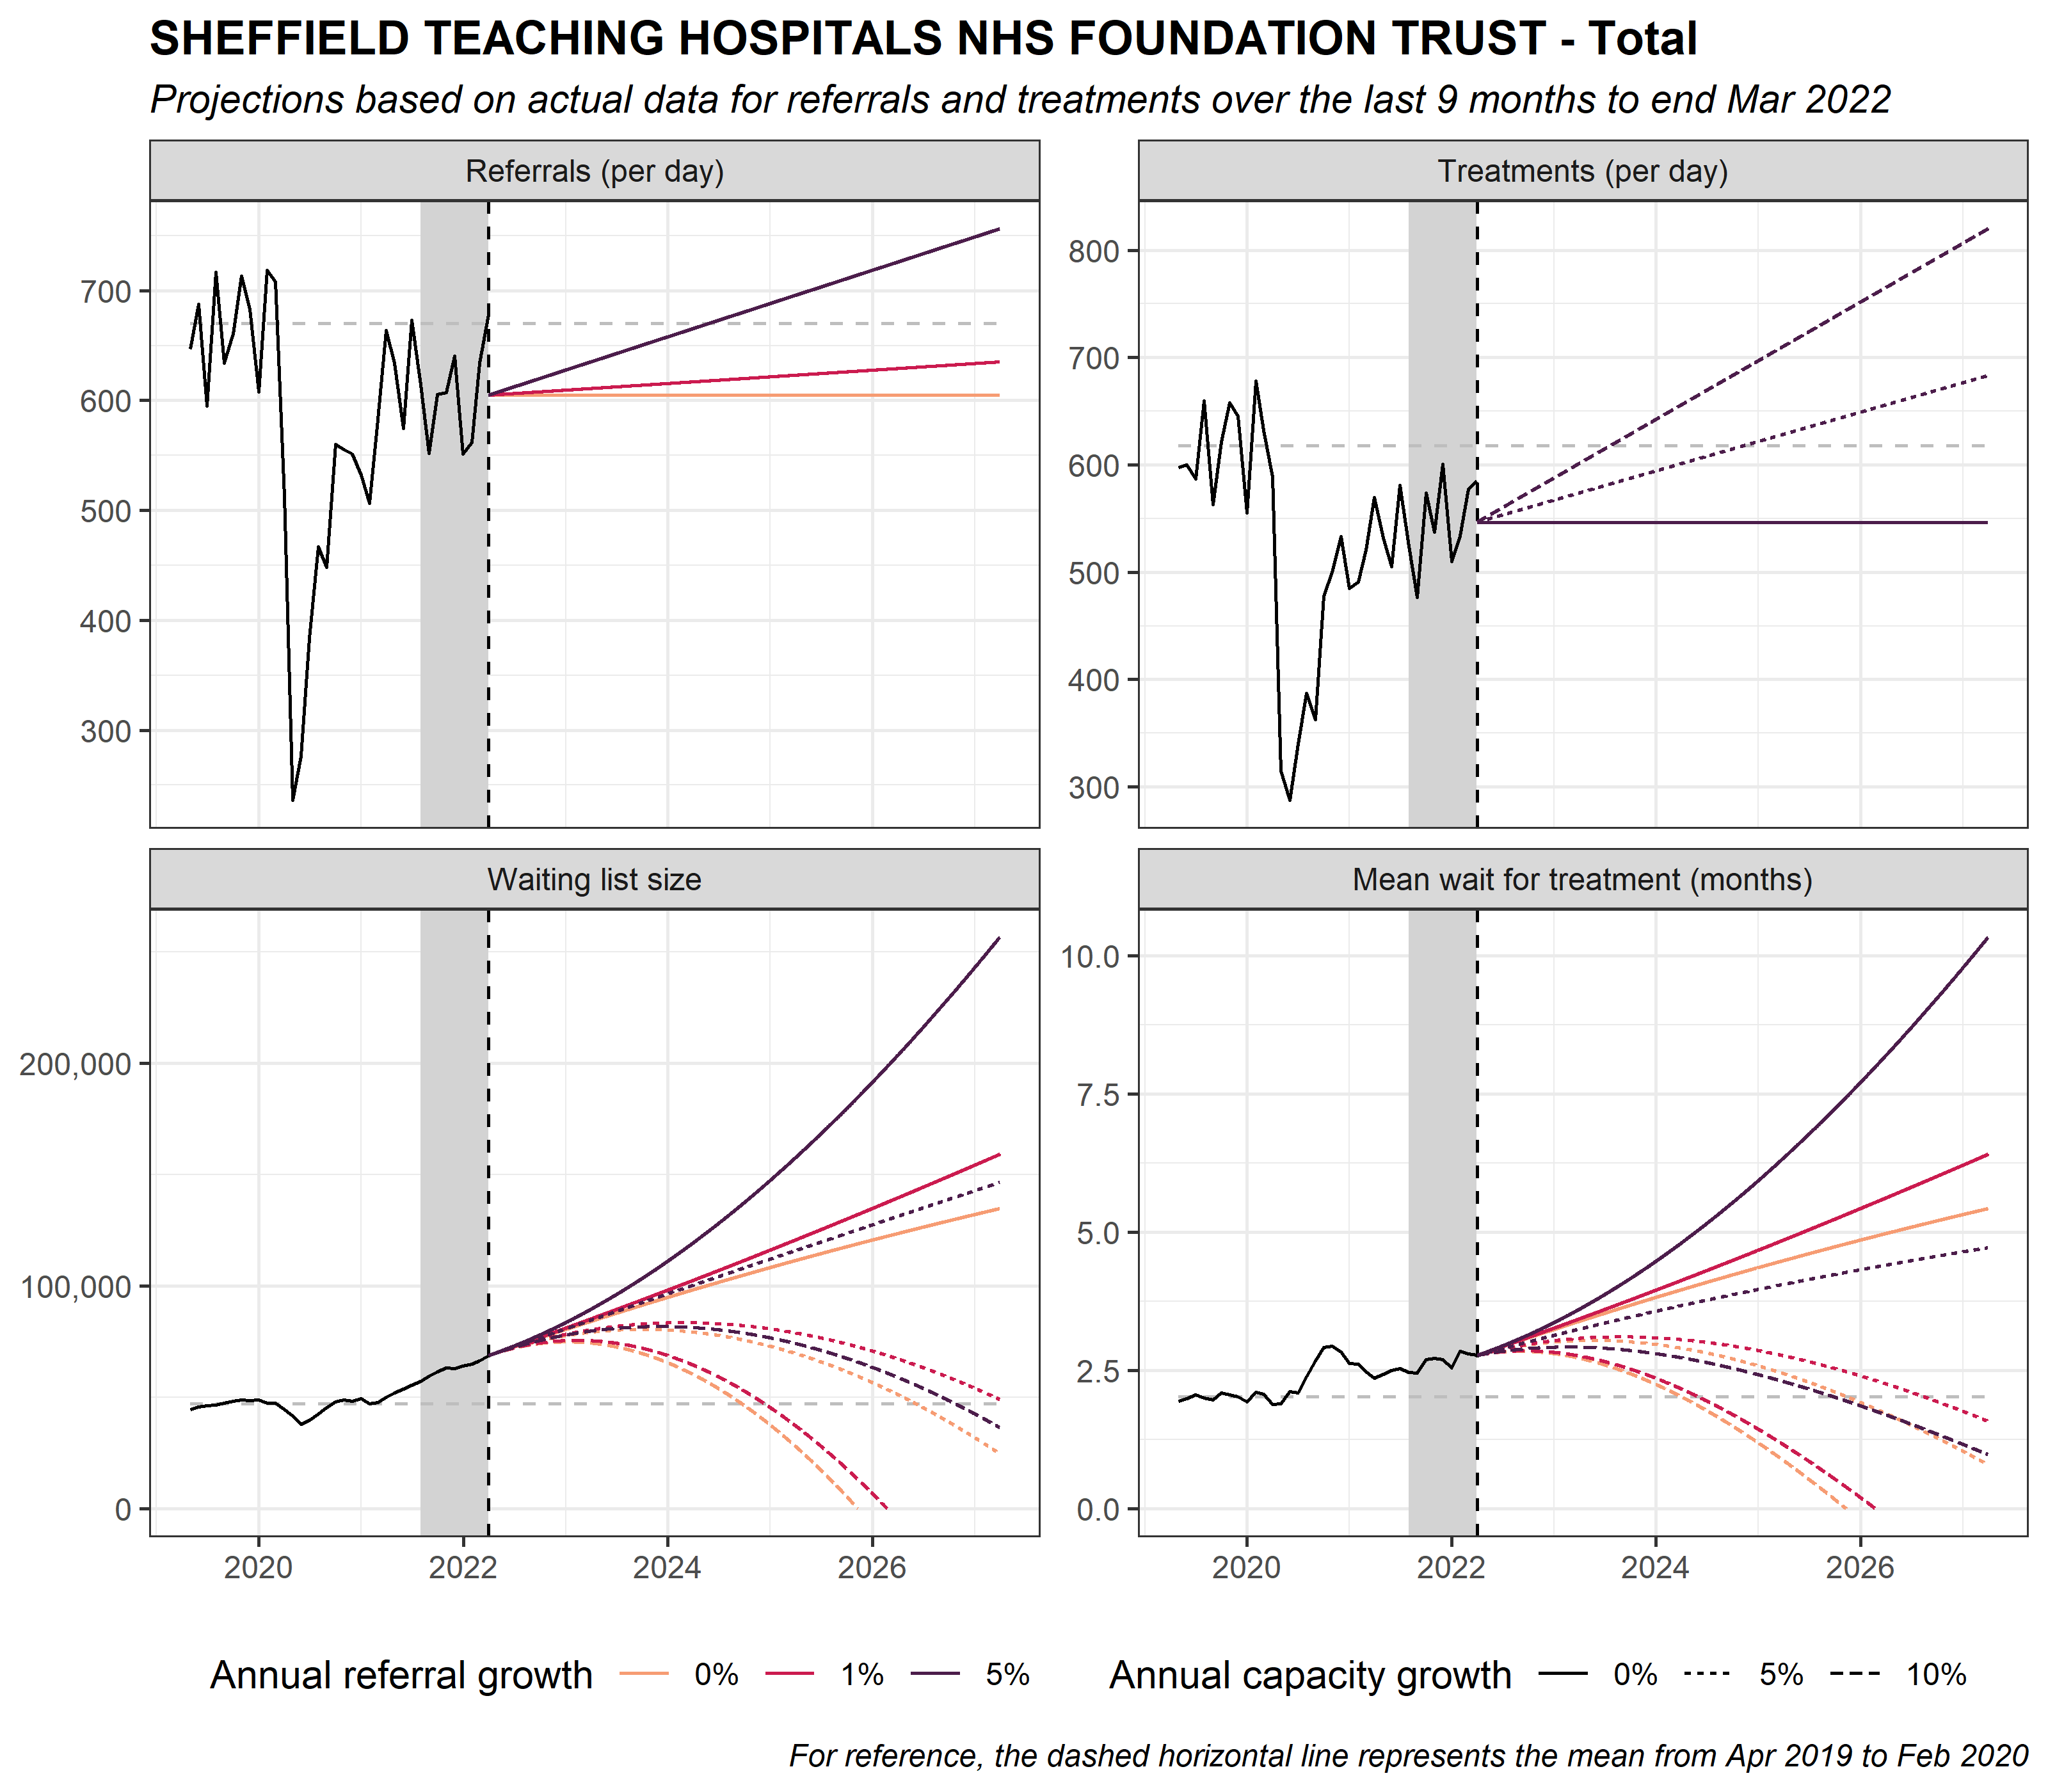 SHEFFIELD TEACHING HOSPITALS NHS FOUNDATION TRUST - Total
Projections based on actual data for referrals and treatments over the last 9 months to end Mar 2022
Referrals (per day)
700
600
500
400
300
Treatments (per day)
800
700
600
500
400
300
Waiting list size
200,000
100,000
0
2020 2022 2024 2026
Mean wait for treatment (months)
10.0
7.5
5.0
2.5
0.0
2020 2022 2024 2026
Annual referral growth 0% 1% 5%
Annual capacity growth 0% 5% 10%
For reference, the dashed horizontal line represents the mean from Apr 2019 to Feb 2020